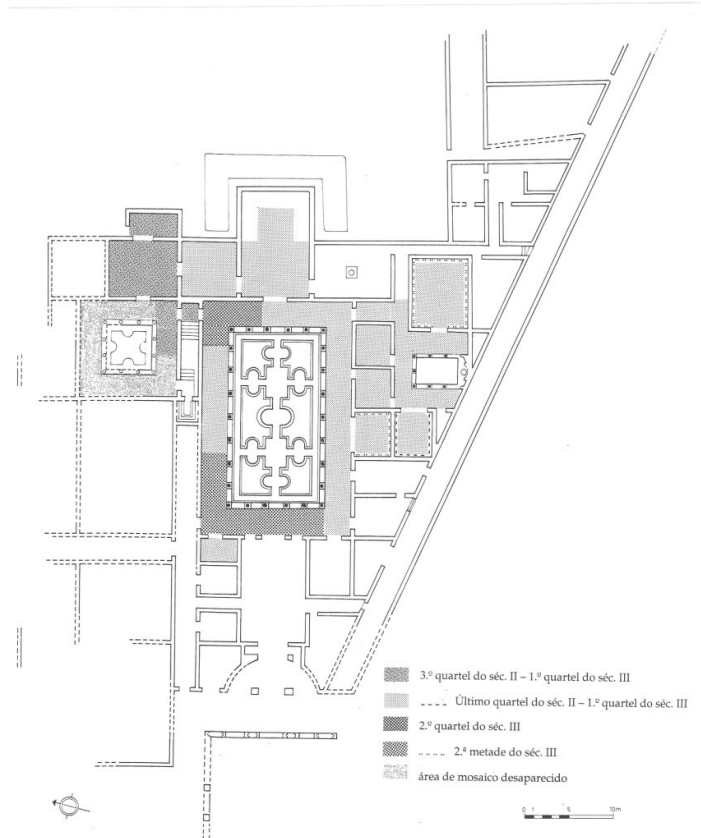 3.º quartel do séc. II – 1.º quartel do séc. III
Último quartel do séc. II – 1.º quartel do séc. III
2.º quartel do séc. III
2.ª metade do séc. III
área de mosaico desaparecido
0 1 5 10m